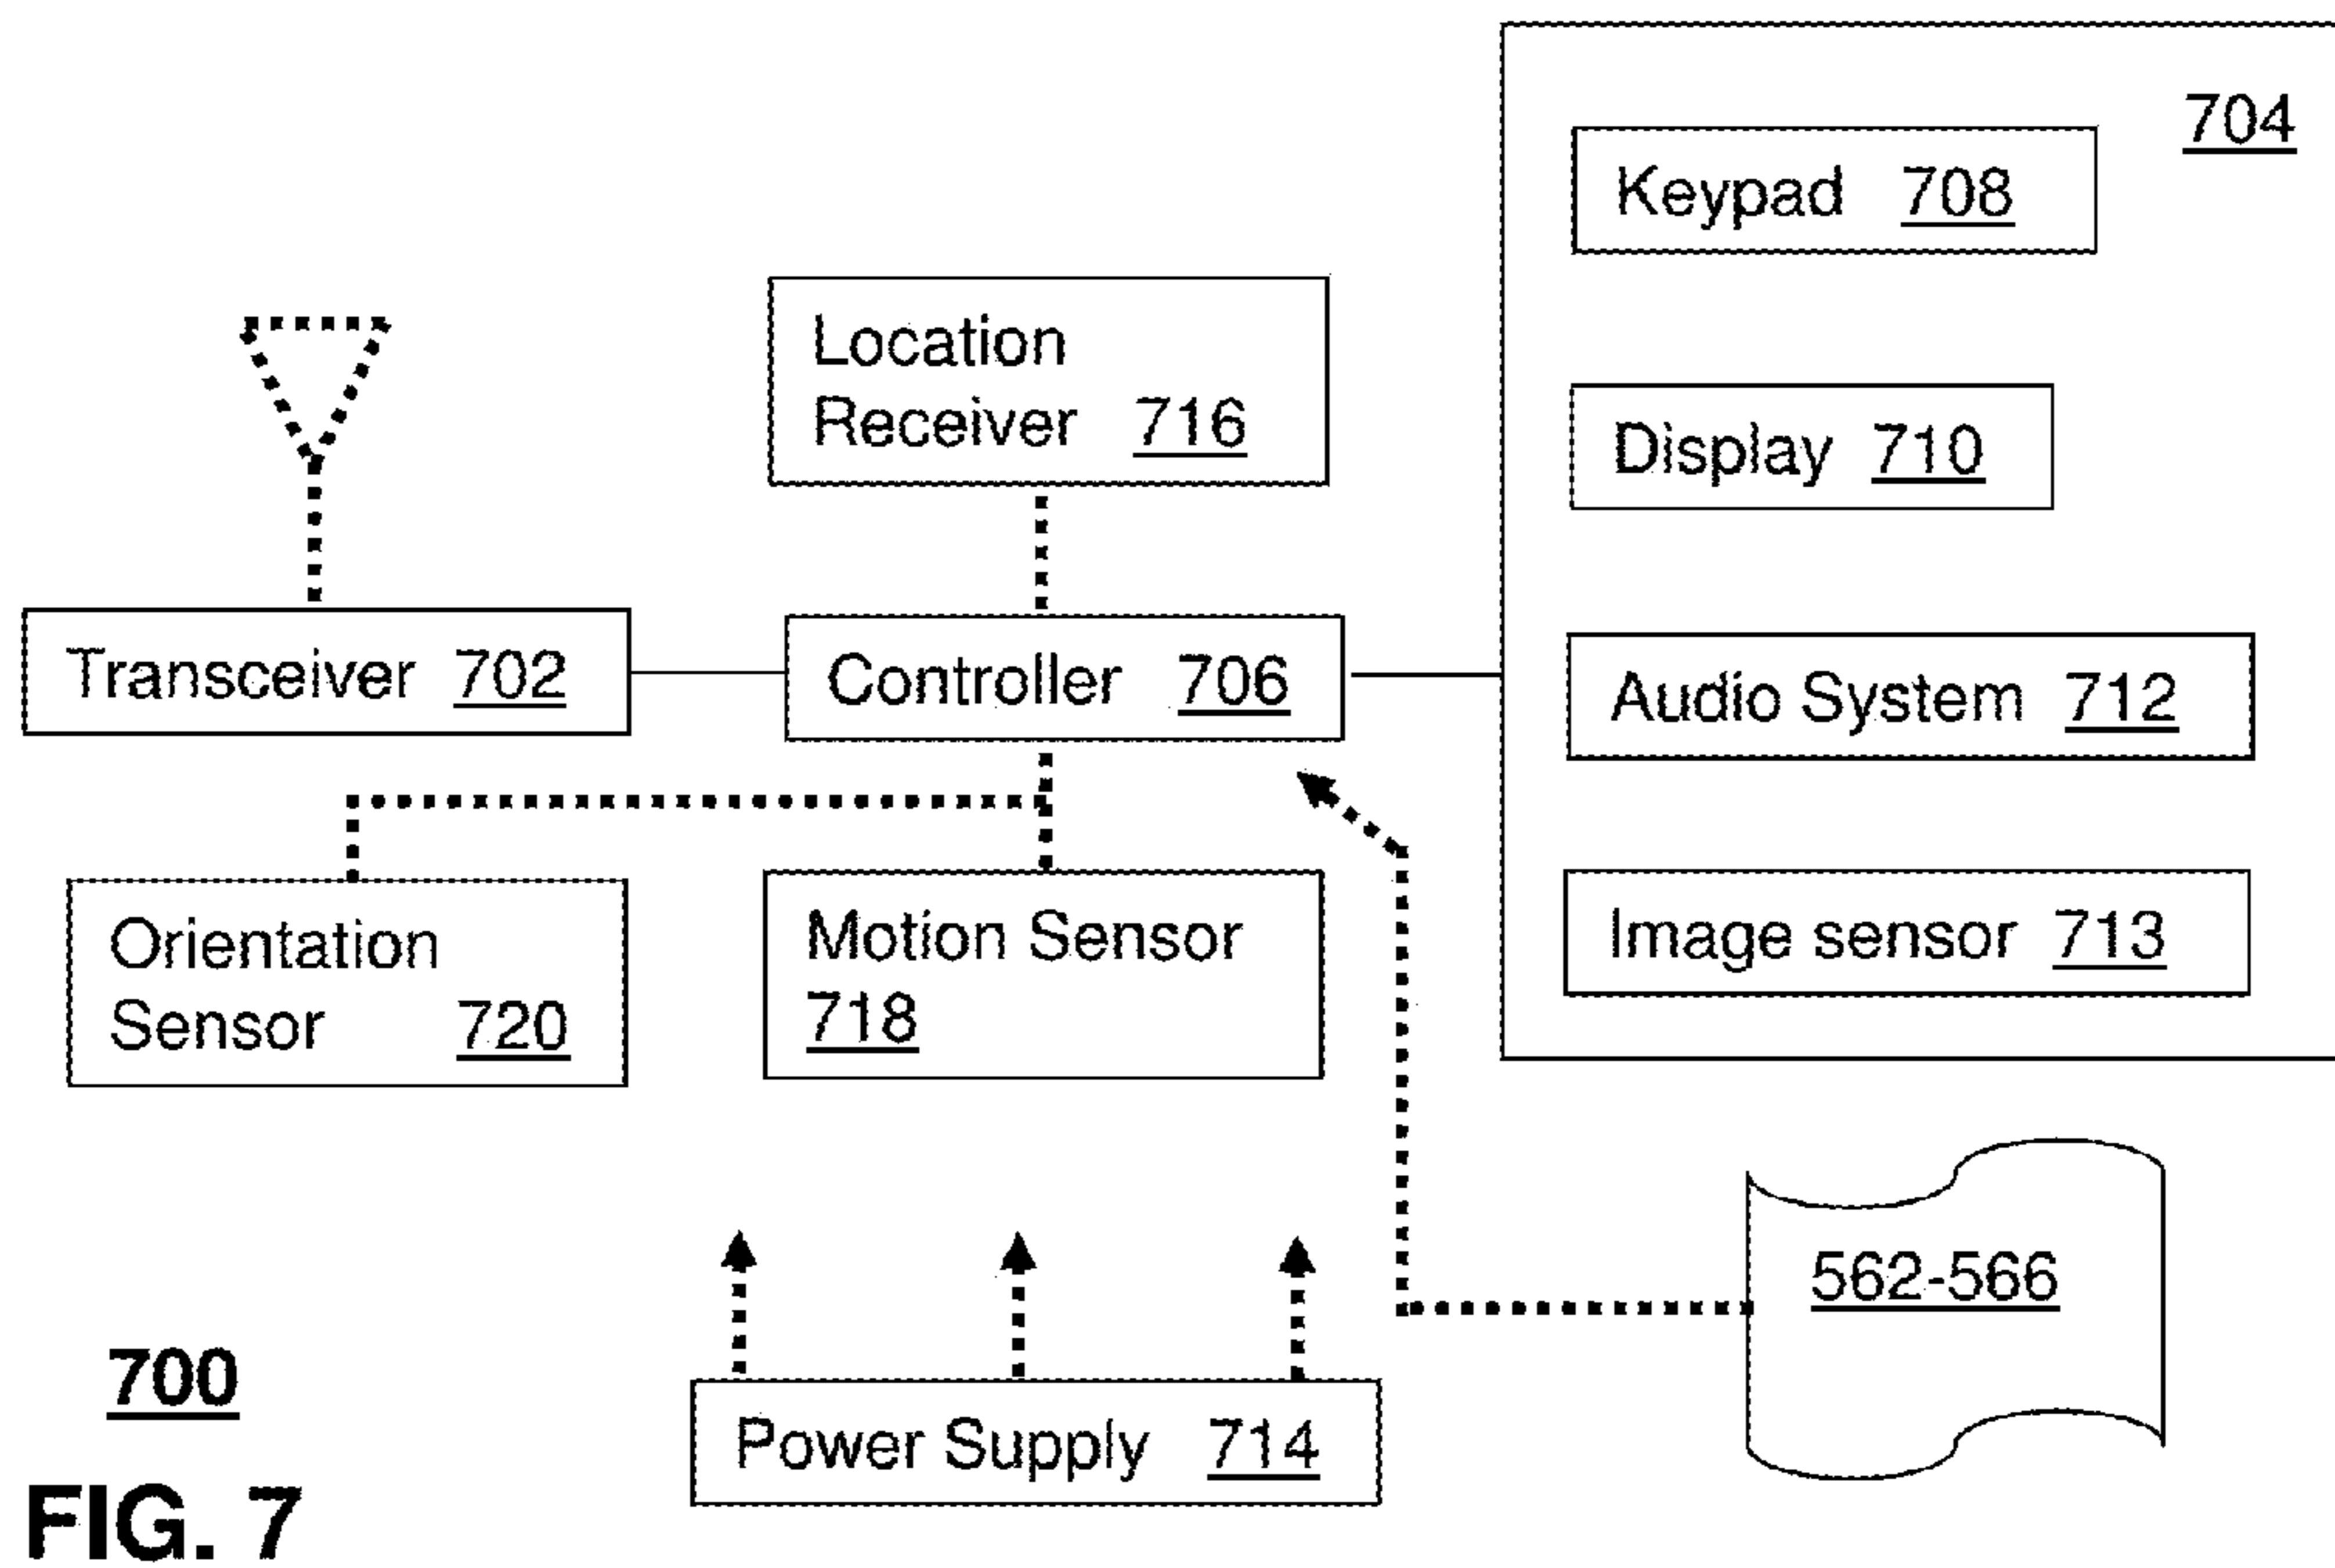 704
Keypad 708
Location
Receiver 716
Display 710
Transceiver 702
Controller 706
Audio System 712
Orientation
Sensor 720
Motion Sensor
718
Image sensor 713
562-566
700
Power Supply 714
FIG. 7